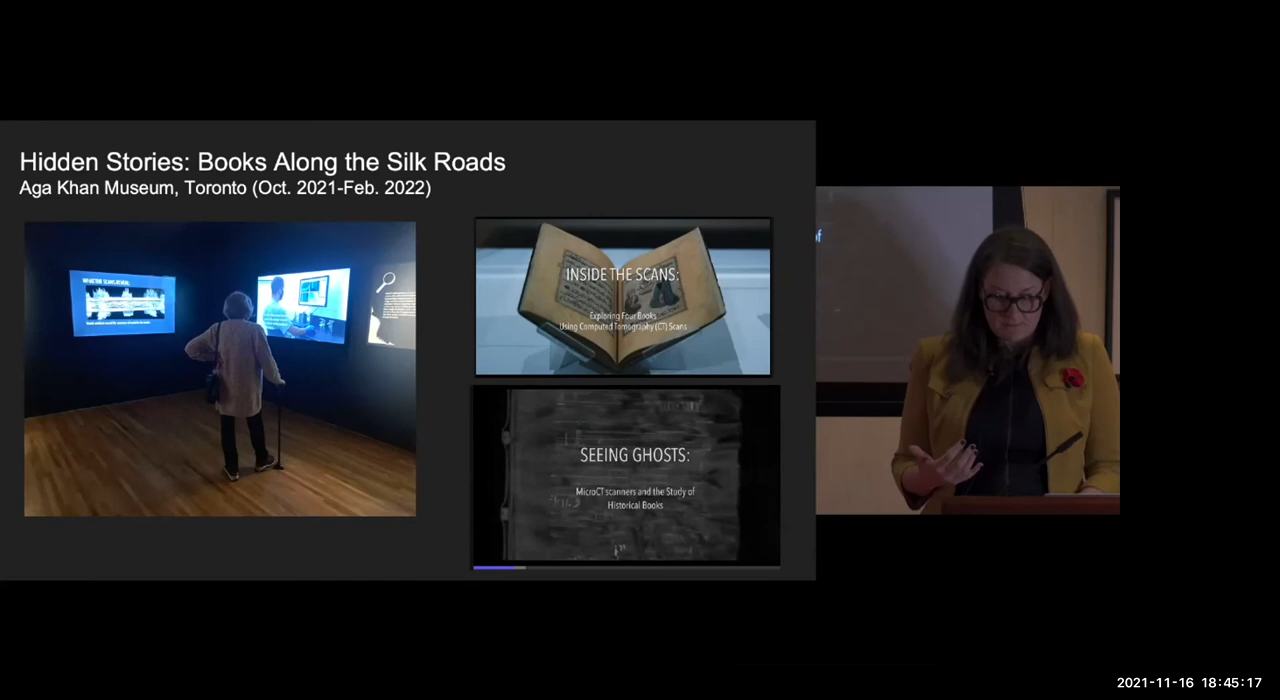 Hidden Stories: Books Along the Silk Roads
Aga Khan Museum, Toronto (Oct. 2021-Feb. 2022)
INSIDE THE SCANS:
Exploring Four Books
Using Computed Tomography (CT) Scans
SEEING GHOSTS:
MicroCT scanners and the Study of
Historical Books
of
2021-11-16 18:45:17